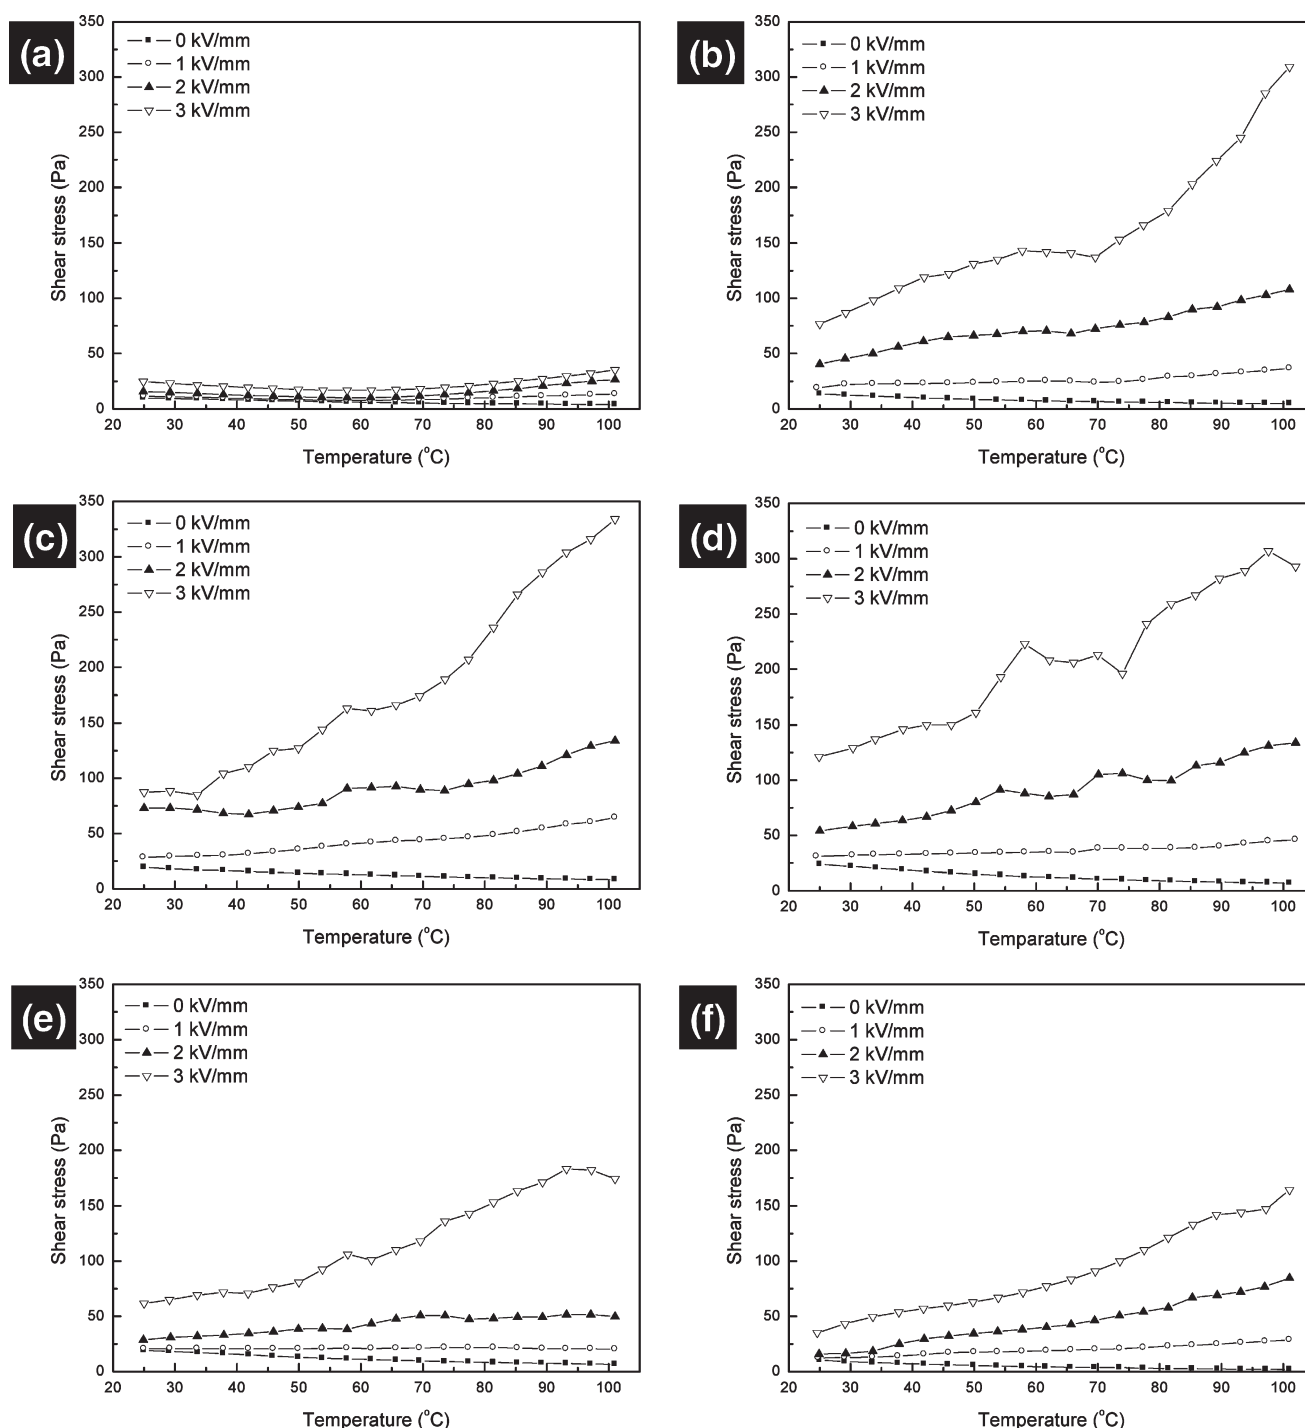 (a)
350
300
250
200
150
100
50
0
Shear stress (Pa)
0 kV/mm
1 kV/mm
2 kV/mm
3 kV/mm
20 30 40 50 60 70 80 90 100
Temperature (°C)
(b)
350
300
250
200
150
100
50
0
Shear stress (Pa)
0 kV/mm
1 kV/mm
2 kV/mm
3 kV/mm
20 30 40 50 60 70 80 90 100
Temperature (°C)
(c)
350
300
250
200
150
100
50
0
Shear stress (Pa)
0 kV/mm
1 kV/mm
2 kV/mm
3 kV/mm
20 30 40 50 60 70 80 90 100
Temperature (°C)
(d)
350
300
250
200
150
100
50
0
Shear stress (Pa)
0 kV/mm
1 kV/mm
2 kV/mm
3 kV/mm
20 30 40 50 60 70 80 90 100
Temparature (°C)
(e)
350
300
250
200
150
100
50
0
Shear stress (Pa)
0 kV/mm
1 kV/mm
2 kV/mm
3 kV/mm
20 30 40 50 60 70 80 90 100
Temperature (°C)
(f)
350
300
250
200
150
100
50
0
Shear stress (Pa)
0 kV/mm
1 kV/mm
2 kV/mm
3 kV/mm
20 30 40 50 60 70 80 90 100
Temperature (°C)